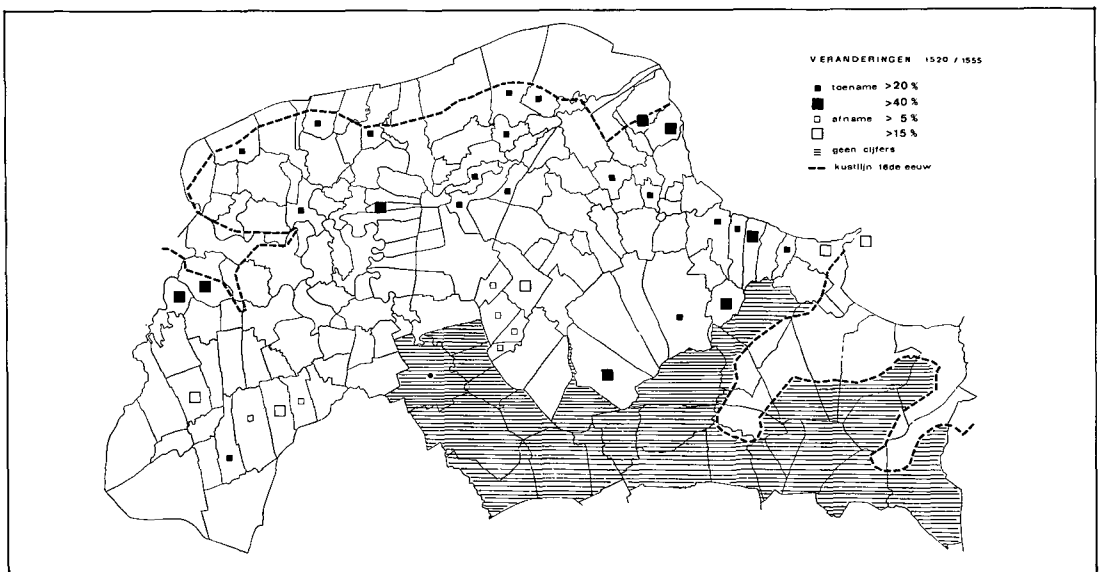 VERANDERINGEN 1520 / 1555
toename >20 %
>40 %
afname > 5 %
>15 %
geen cijfers
kustlijn 16de eeuw